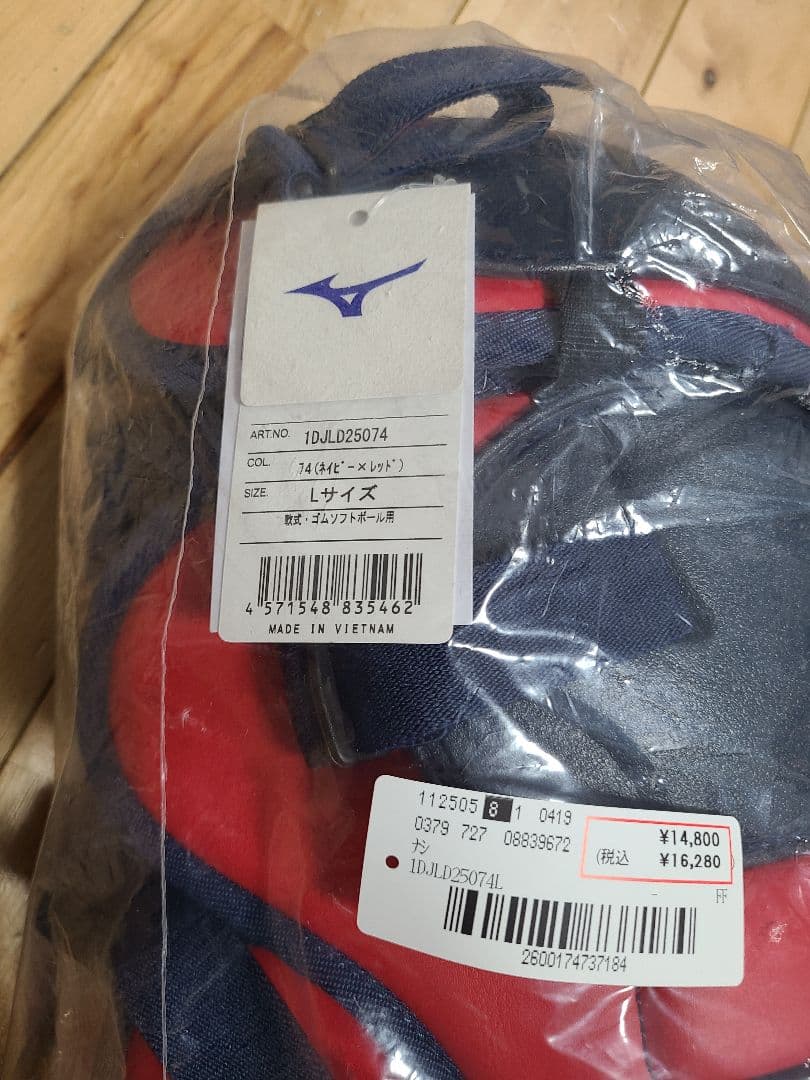 ART.NO. 1DJLD25074
COL. 74(ﾈｲﾋﾞｰ×ﾚｯﾄﾞ)
SIZE. Lサイズ
軟式・ゴムソフトボール用
4 571548 835462
MADE IN VIETNAM
112505 8 1 0419
0379 727 08839672
ﾅｼ
1DJLD25074L
¥14,800
(税込 ¥16,280)
- FF
2600174737184